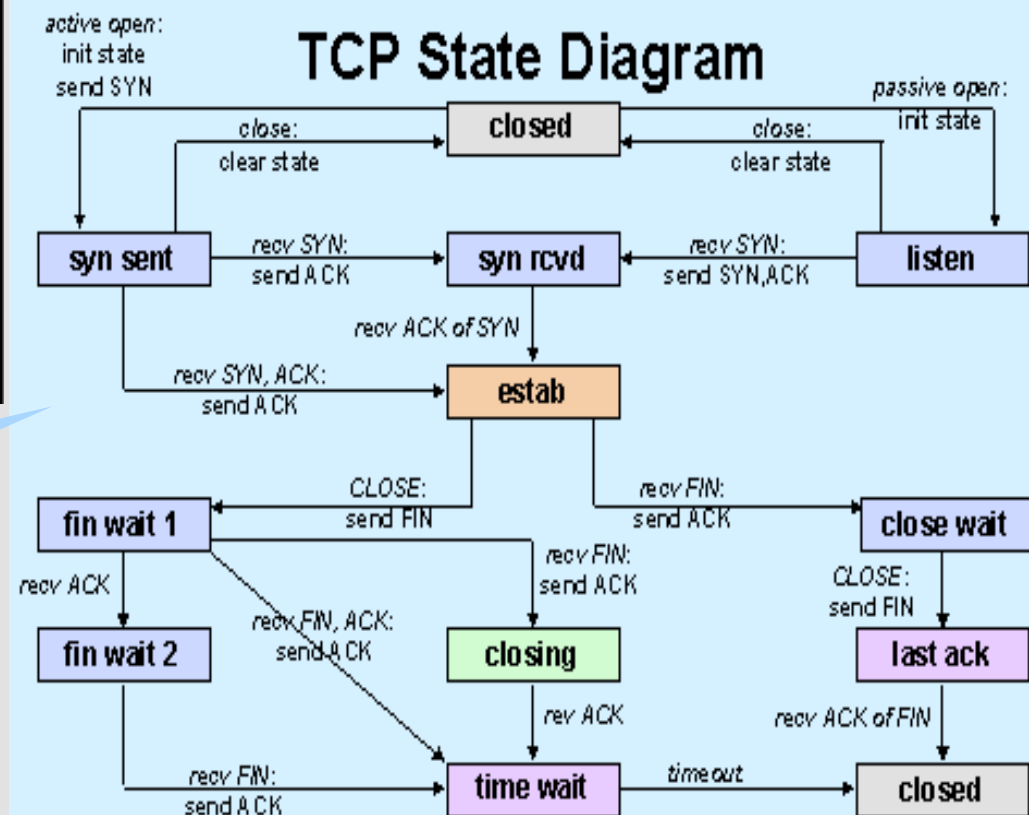 active open:
init state
send SYN
TCP State Diagram
passive open:
init state
closed
close:
clear state
close:
clear state
syn sent
recv SYN:
send ACK
syn rcvd
recv SYN:
send SYN,ACK
listen
recv ACK of SYN
recv SYN, ACK:
send ACK
estab
CLOSE:
send FIN
recv FIN:
send ACK
fin wait 1
close wait
recv ACK
recv FIN, ACK:
send ACK
recv FIN:
send ACK
CLOSE:
send FIN
fin wait 2
closing
last ack
rev ACK
recv ACK of FIN
recv FIN:
send ACK
time wait
timeout
closed